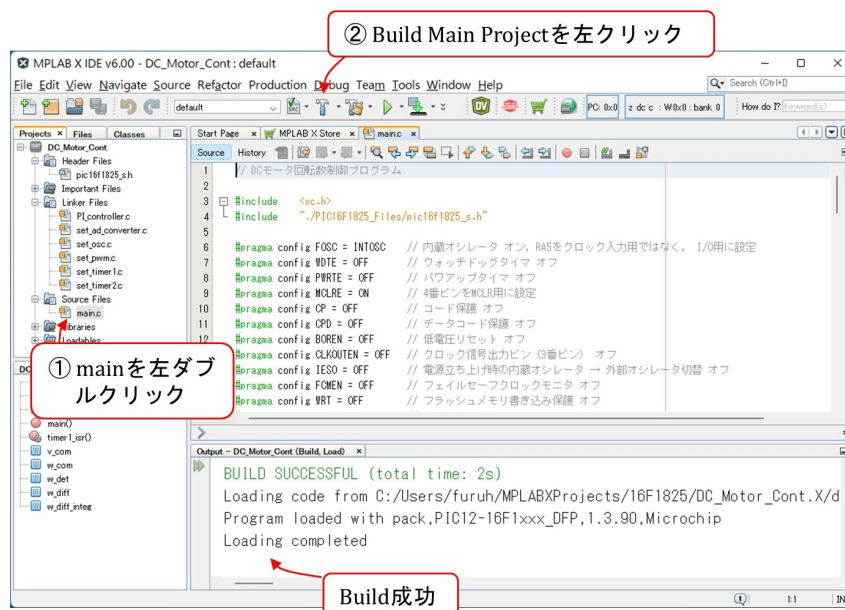 ② Build Main Projectを左クリック
MPLAB X IDE v6.00 - DC_Motor_Cont : default
File Edit View Navigate Source Refactor Production Debug Team Tools Window Help
Search (Ctrl+I)
default
PC: 0x0
z dc c : W:0x0 : bank 0
How do I?
Keyword(s)
Projects × Files Classes
Start Page × MPLAB X Store × main.c ×
DC_Motor_Cont
Header Files
pic16f1825_s.h
Important Files
Linker Files
PI_controller.c
set_ad_converter.c
set_osc.c
set_pwm.c
set_timer1.c
set_timer2.c
Source Files
main.c
Libraries
Loadables
Source History
1 // DCモータ回転数制御プログラム
2
3 #include <xc.h>
4 #include "./PIC16F1825_Files/pic16f1825_s.h"
5
6 #pragma config FOSC = INTOSC // 内蔵オシレータ オン, RA5をクロック入力用ではなく, I/O用に設定
7 #pragma config WDTE = OFF // ウォッチドッグタイマ オフ
8 #pragma config PWRTE = OFF // パワアップタイマ オフ
9 #pragma config MCLRE = ON // 4番ピンをMCLR用に設定
10 #pragma config CP = OFF // コード保護 オフ
11 #pragma config CPD = OFF // データコード保護 オフ
12 #pragma config BOREN = OFF // 低電圧リセット オフ
#pragma config CLKOUTEN = OFF // クロック信号出力ピン (3番ピン) オフ
#pragma config IESO = OFF // 電源立ち上げ時の内蔵オシレータ → 外部オシレータ切替 オフ
#pragma config FCMEN = OFF // フェイルセーフクロックモニタ オフ
#pragma config WRT = OFF // フラッシュメモリ書き込み保護 オフ
① mainを左ダブ
ルクリック
DC
main()
timer1_isr()
v_com
w_com
w_det
w_diff
w_diff_integ
Output - DC_Motor_Cont (Build, Load) ×
BUILD SUCCESSFUL (total time: 2s)
Loading code from C:/Users/furuh/MPLABXProjects/16F1825/DC_Motor_Cont.X/d
Program loaded with pack,PIC12-16F1xxx_DFP,1.3.90,Microchip
Loading completed
Build成功
1:1
IN